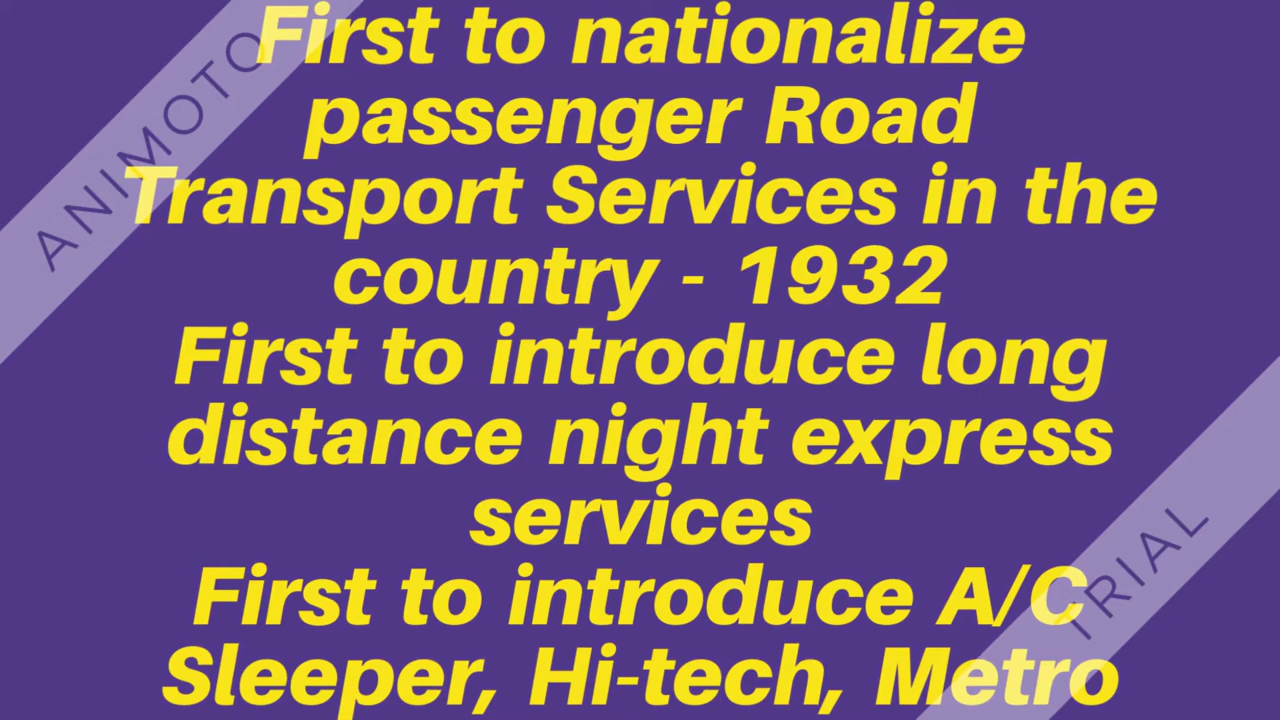 First to nationalize
passenger Road
Transport Services in the
country - 1932
First to introduce long
distance night express
services
First to introduce A/C
Sleeper, Hi-tech, Metro
ANIMOTO
TRIAL